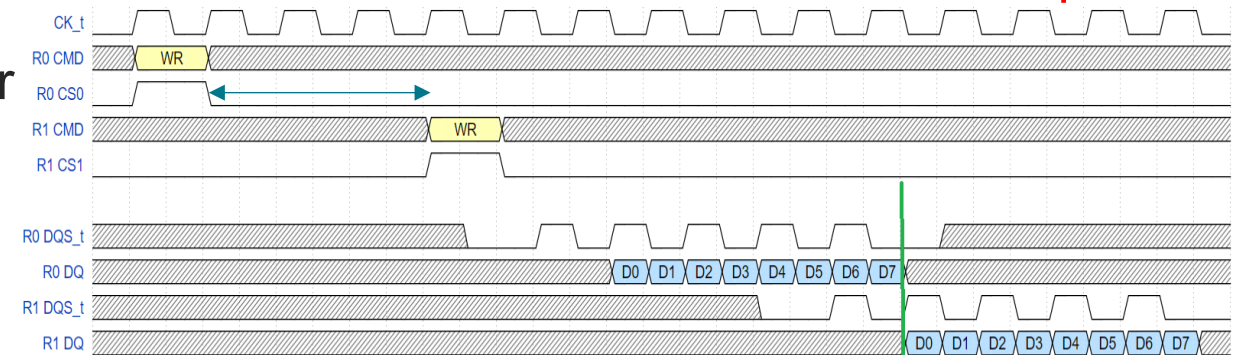 CK_t
R0 CMD WR
r
R0 CS0
R1 CMD WR
R1 CS1
R0 DQS_t
R0 DQ D0 D1 D2 D3 D4 D5 D6 D7
R1 DQS_t
R1 DQ D0 D1 D2 D3 D4 D5 D6 D7